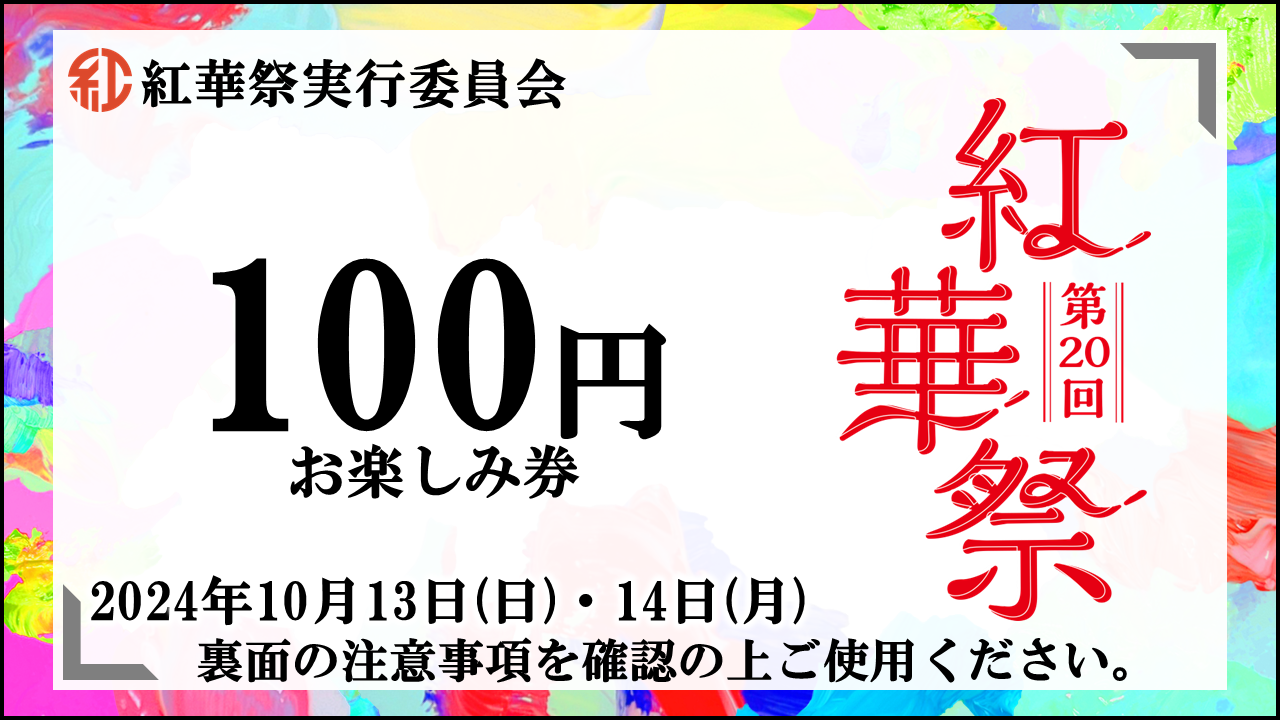 紅 紅華祭実行委員会
100円
お楽しみ券
紅華祭
第20回
2024年10月13日(日)・14日(月)
裏面の注意事項を確認の上ご使用ください。